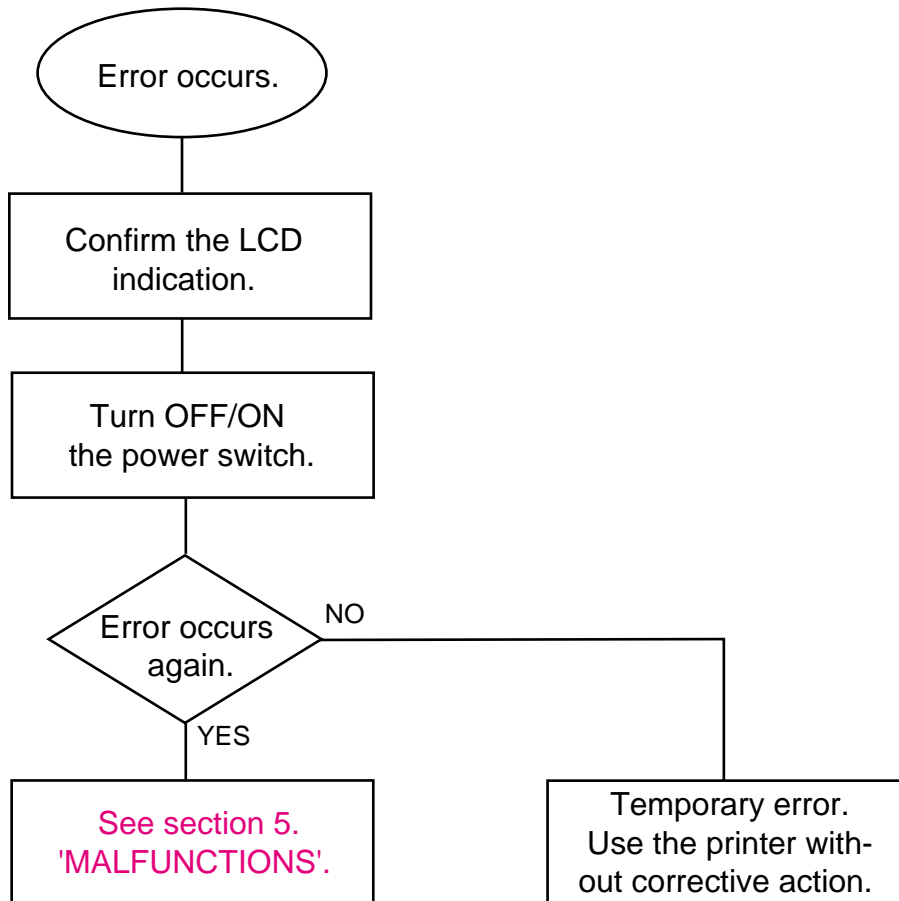 Error occurs.
Confirm the LCD
indication.
Turn OFF/ON
the power switch.
Error occurs
again.
NO
YES
See section 5.
'MALFUNCTIONS'.
Temporary error.
Use the printer with-
out corrective action.